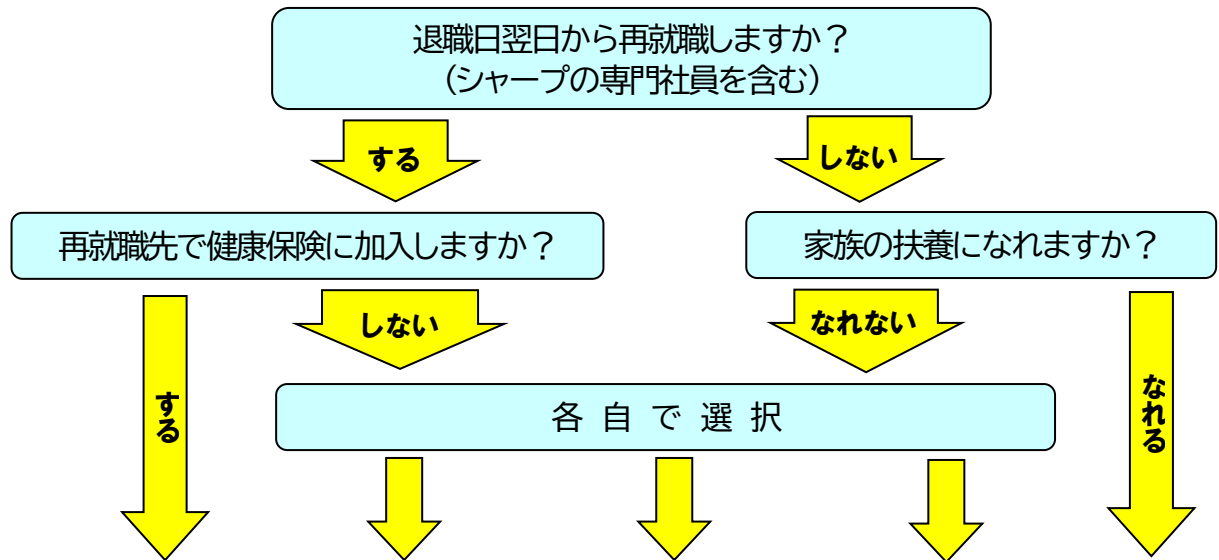 退職日翌日から再就職しますか？
（シャープの専門社員を含む）
する
しない
再就職先で健康保険に加入しますか？
家族の扶養になれますか？
しない
なれない
する
なれる
各自で選択